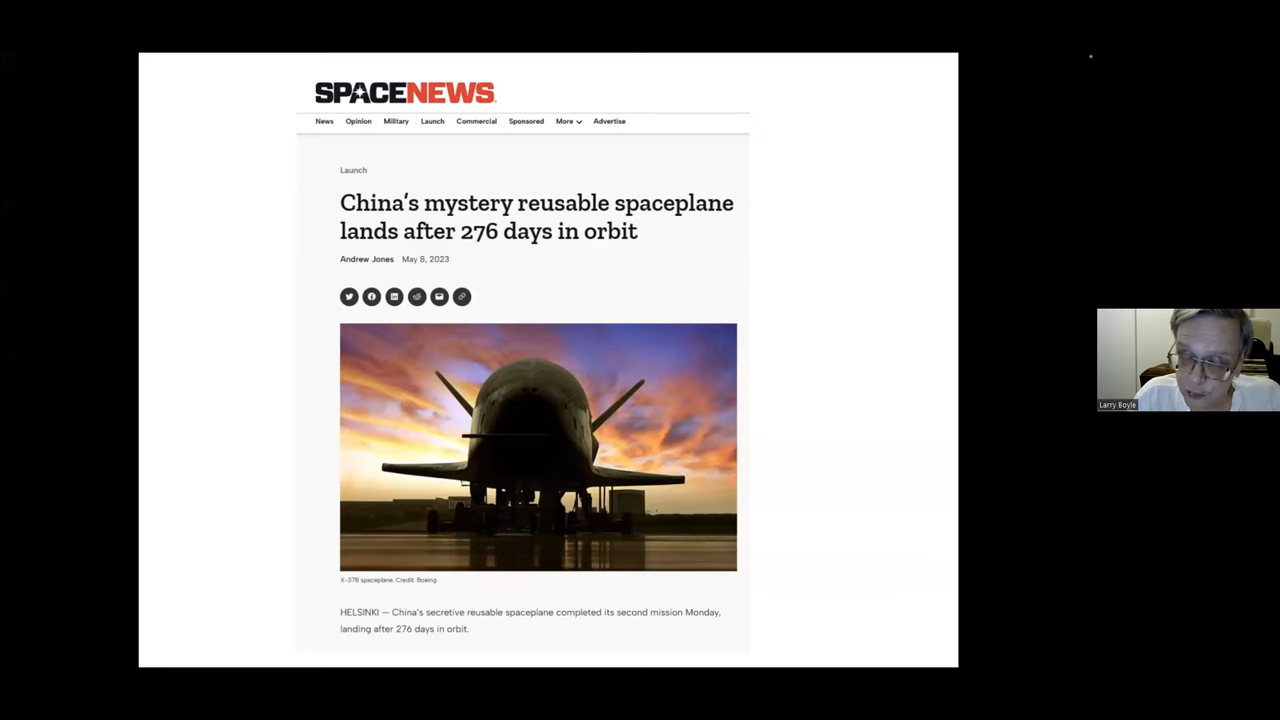 SPACENEWS
News Opinion Military Launch Commercial Sponsored More Advertise
Launch
China's mystery reusable spaceplane
lands after 276 days in orbit
Andrew Jones May 8, 2023
X-37B spaceplane. Credit: Boeing
HELSINKI — China's secretive reusable spaceplane completed its second mission Monday,
landing after 276 days in orbit.
Larry Boyle